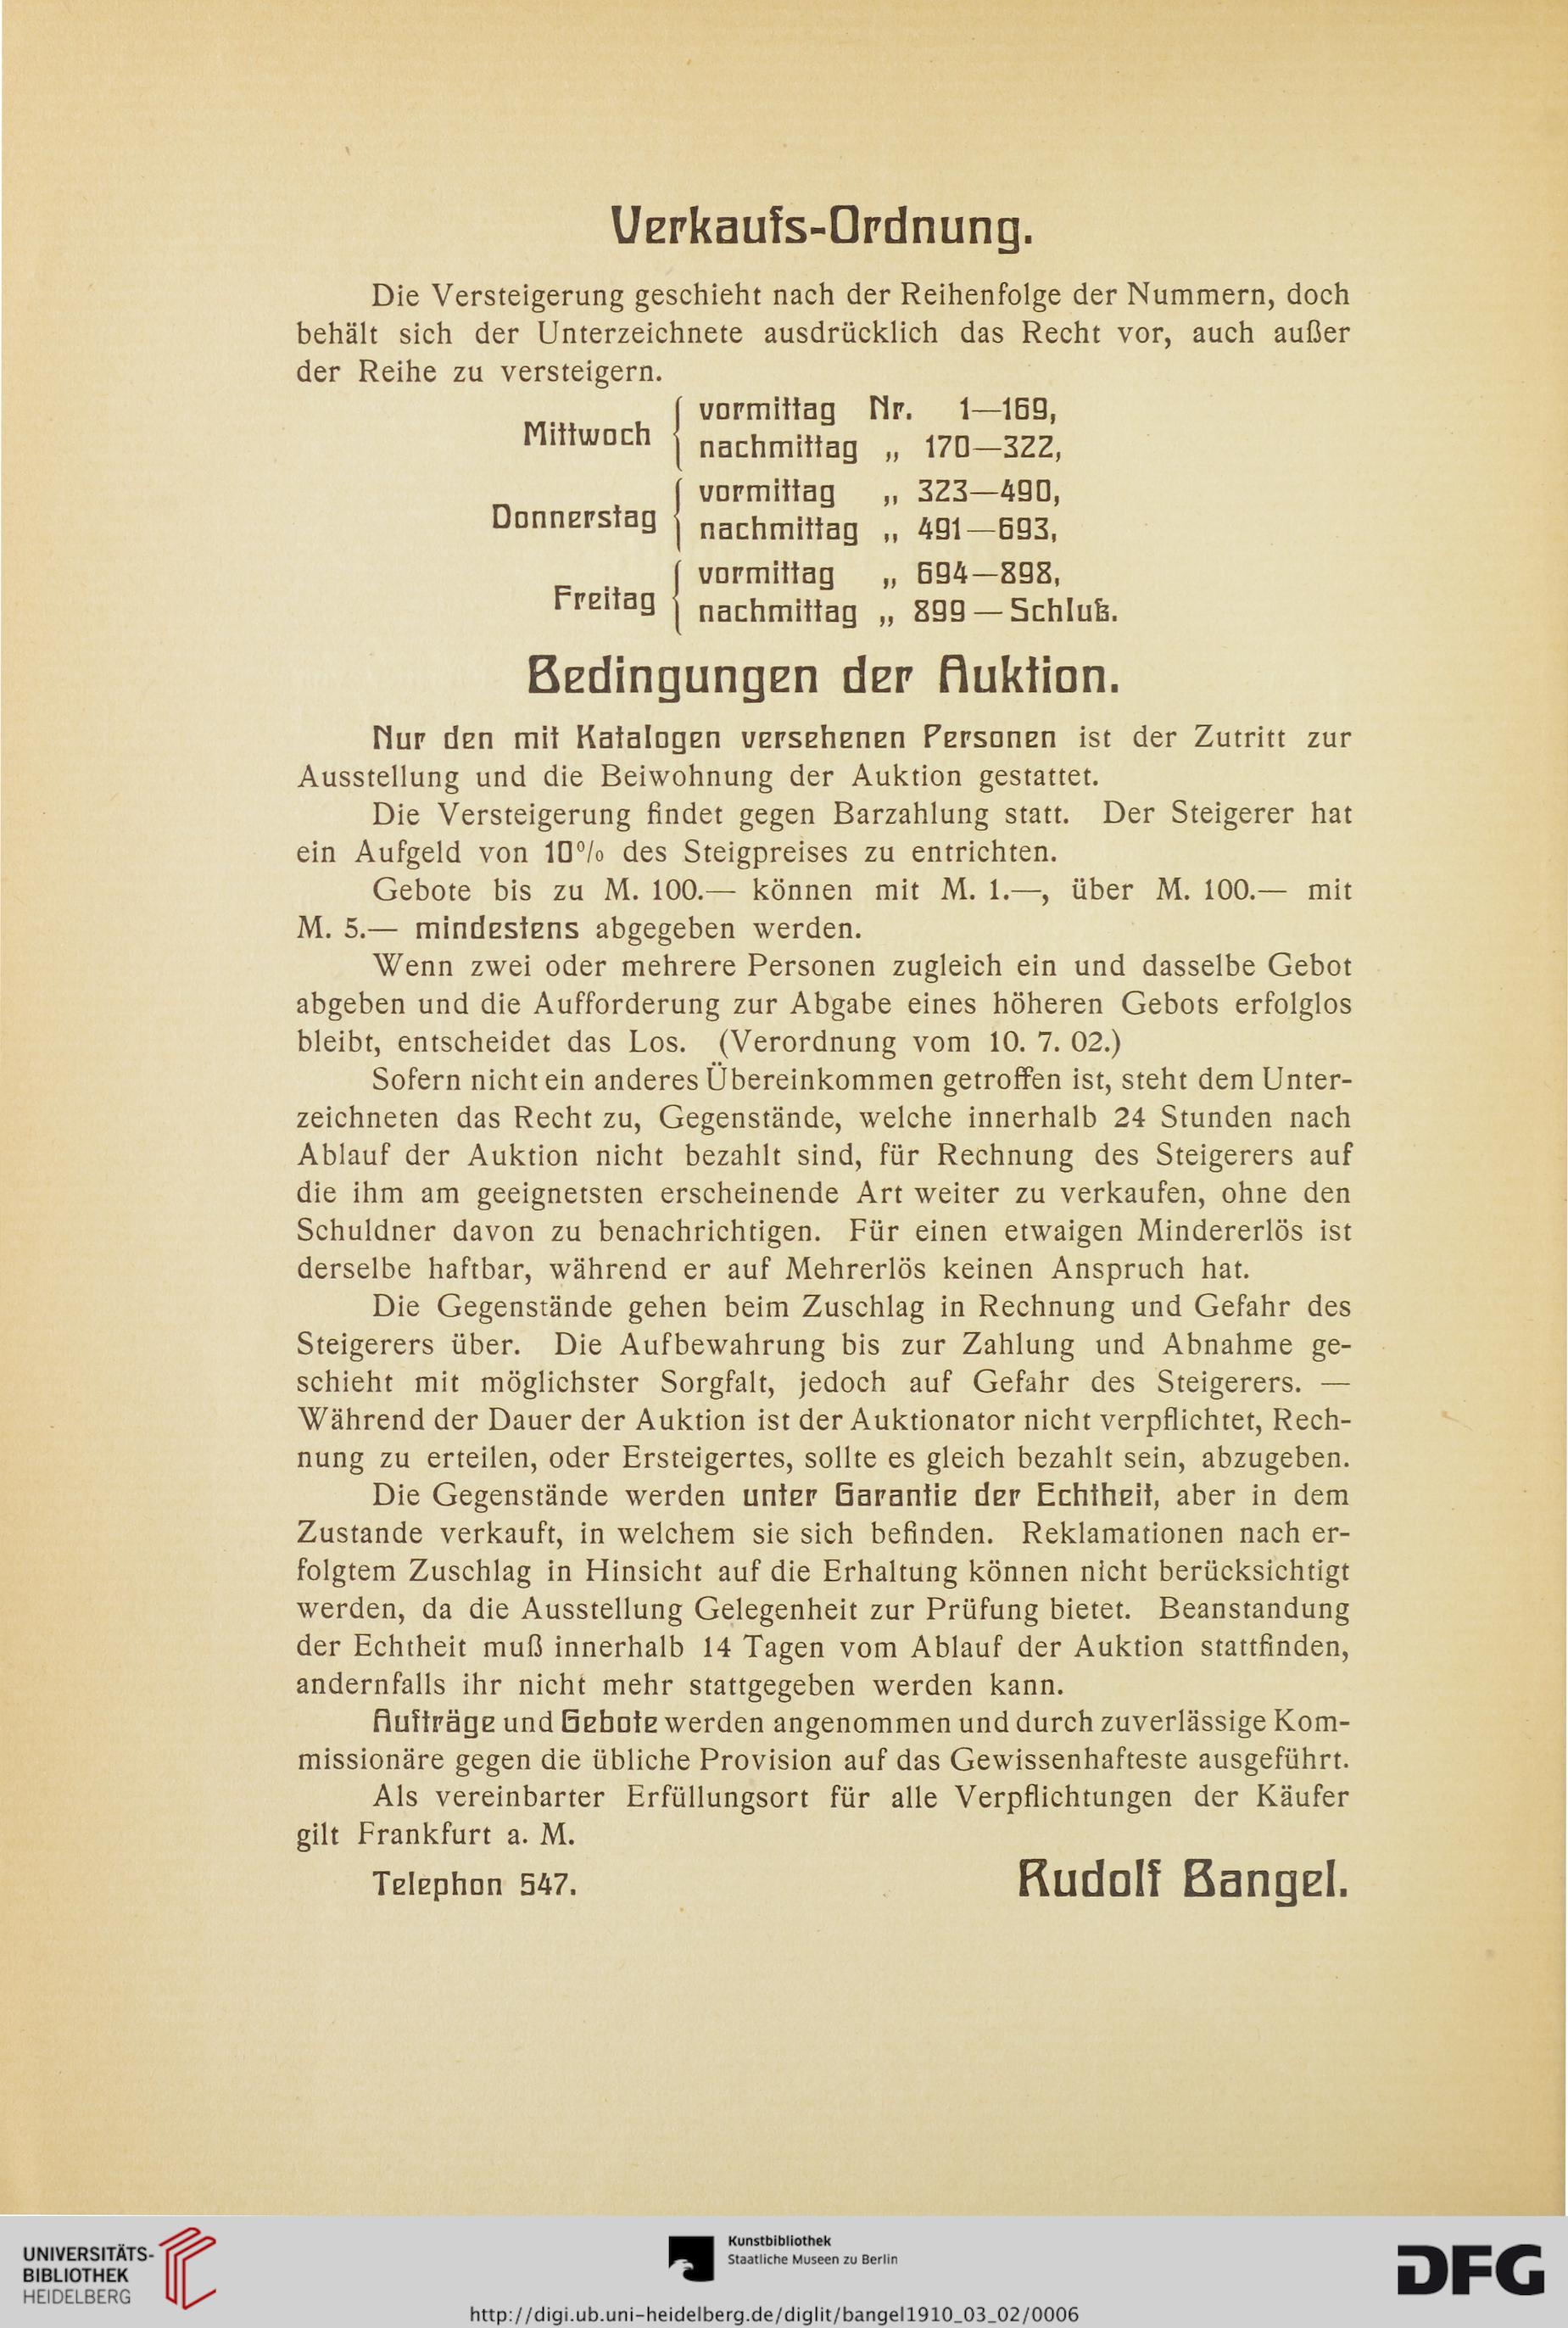 Verkaufs-Ordnung.
Die Versteigerung geschieht nach der Reihenfolge der Nummern, doch
behält sich der Unterzeichnete ausdrücklich das Recht vor, auch außer
der Reihe zu versteigern.
Mittwoch { vormittag Nr. 1—169,
nachmittag „ 170—322,
Donnerstag { vormittag „ 323—490,
nachmittag „ 491—693,
Freitag { vormittag „ 694—898,
nachmittag „ 899 — Schluß.
Bedingungen der Auktion.
Nur den mit Katalogen versehenen Personen ist der Zutritt zur
Ausstellung und die Beiwohnung der Auktion gestattet.
Die Versteigerung findet gegen Barzahlung statt. Der Steigerer hat
ein Aufgeld von 10% des Steigpreises zu entrichten.
Gebote bis zu M. 100.— können mit M. 1.—, über M. 100.— mit
M. 5.— mindestens abgegeben werden.
Wenn zwei oder mehrere Personen zugleich ein und dasselbe Gebot
abgeben und die Aufforderung zur Abgabe eines höheren Gebots erfolglos
bleibt, entscheidet das Los. (Verordnung vom 10. 7. 02.)
Sofern nicht ein anderes Übereinkommen getroffen ist, steht dem Unter-
zeichneten das Recht zu, Gegenstände, welche innerhalb 24 Stunden nach
Ablauf der Auktion nicht bezahlt sind, für Rechnung des Steigerers auf
die ihm am geeignetsten erscheinende Art weiter zu verkaufen, ohne den
Schuldner davon zu benachrichtigen. Für einen etwaigen Mindererlös ist
derselbe haftbar, während er auf Mehrerlös keinen Anspruch hat.
Die Gegenstände gehen beim Zuschlag in Rechnung und Gefahr des
Steigerers über. Die Aufbewahrung bis zur Zahlung und Abnahme ge-
schieht mit möglichster Sorgfalt, jedoch auf Gefahr des Steigerers. —
Während der Dauer der Auktion ist der Auktionator nicht verpflichtet, Rech-
nung zu erteilen, oder Ersteigertes, sollte es gleich bezahlt sein, abzugeben.
Die Gegenstände werden unter Garantie der Echtheit, aber in dem
Zustande verkauft, in welchem sie sich befinden. Reklamationen nach er-
folgtem Zuschlag in Hinsicht auf die Erhaltung können nicht berücksichtigt
werden, da die Ausstellung Gelegenheit zur Prüfung bietet. Beanstandung
der Echtheit muß innerhalb 14 Tagen vom Ablauf der Auktion stattfinden,
andernfalls ihr nicht mehr stattgegeben werden kann.
Aufträge und Gebote werden angenommen und durch zuverlässige Kom-
missionäre gegen die übliche Provision auf das Gewissenhafteste ausgeführt.
Als vereinbarter Erfüllungsort für alle Verpflichtungen der Käufer
gilt Frankfurt a. M.
Telephon 547. Rudolf Bangel.
UNIVERSITÄTS-
BIBLIOTHEK
HEIDELBERG
Kunstbibliothek
Staatliche Museen zu Berlin
DFG
http://digi.ub.uni-heidelberg.de/diglit/bangel1910_03_02/0006